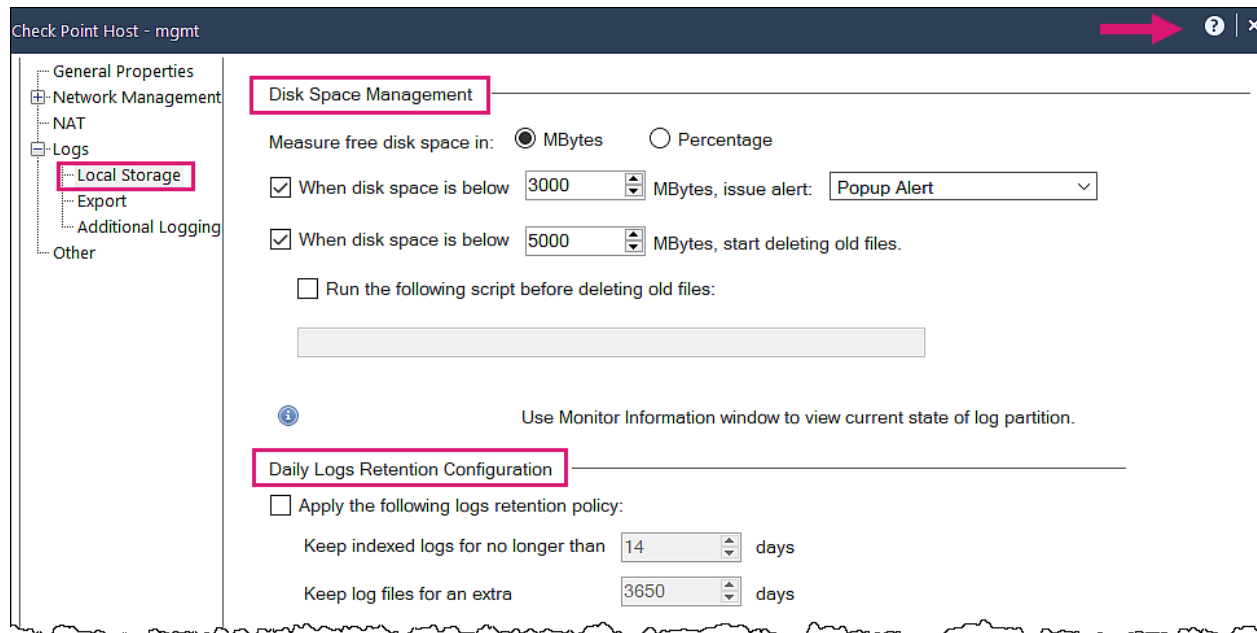 Check Point Host - mgmt
?
General Properties
Network Management
NAT
Logs
Local Storage
Export
Additional Logging
Other
Disk Space Management
Measure free disk space in: MBytes Percentage
When disk space is below 3000 MBytes, issue alert: Popup Alert
When disk space is below 5000 MBytes, start deleting old files.
Run the following script before deleting old files:
Use Monitor Information window to view current state of log partition.
Daily Logs Retention Configuration
Apply the following logs retention policy:
Keep indexed logs for no longer than 14 days
Keep log files for an extra 3650 days